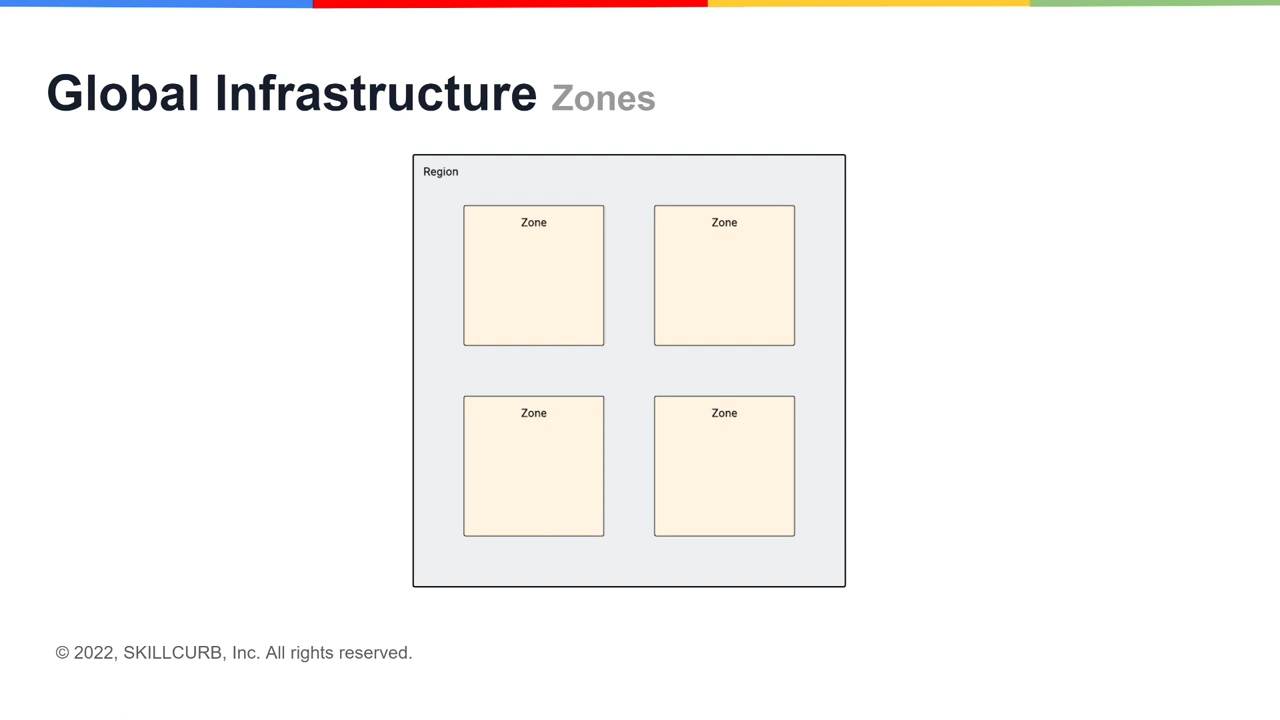 Global Infrastructure Zones
Region
Zone Zone
Zone Zone
© 2022, SKILLCURB, Inc. All rights reserved.